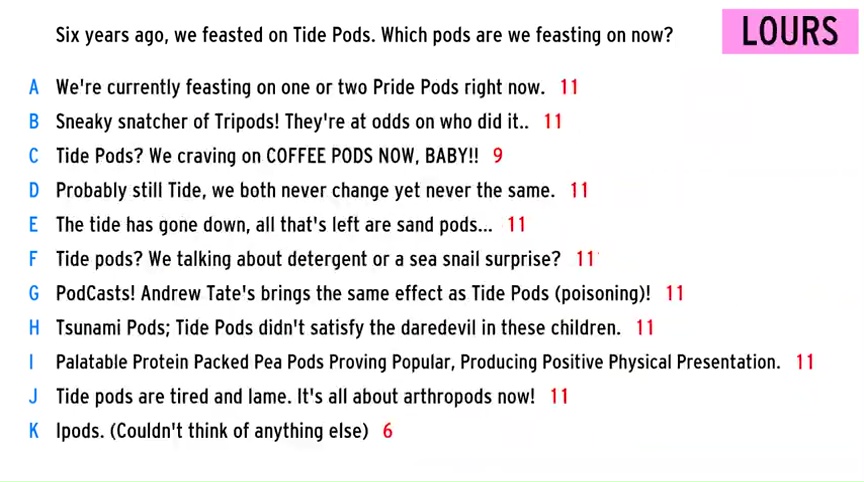 Six years ago, we feasted on Tide Pods. Which pods are we feasting on now?
LOURS
A We're currently feasting on one or two Pride Pods right now. 11
B Sneaky snatcher of Tripods! They're at odds on who did it.. 11
C Tide Pods? We craving on COFFEE PODS NOW, BABY!! 9
D Probably still Tide, we both never change yet never the same. 11
E The tide has gone down, all that's left are sand pods... 11
F Tide pods? We talking about detergent or a sea snail surprise? 11
G PodCasts! Andrew Tate's brings the same effect as Tide Pods (poisoning)! 11
H Tsunami Pods; Tide Pods didn't satisfy the daredevil in these children. 11
I Palatable Protein Packed Pea Pods Proving Popular, Producing Positive Physical Presentation. 11
J Tide pods are tired and lame. It's all about arthropods now! 11
K Ipods. (Couldn't think of anything else) 6